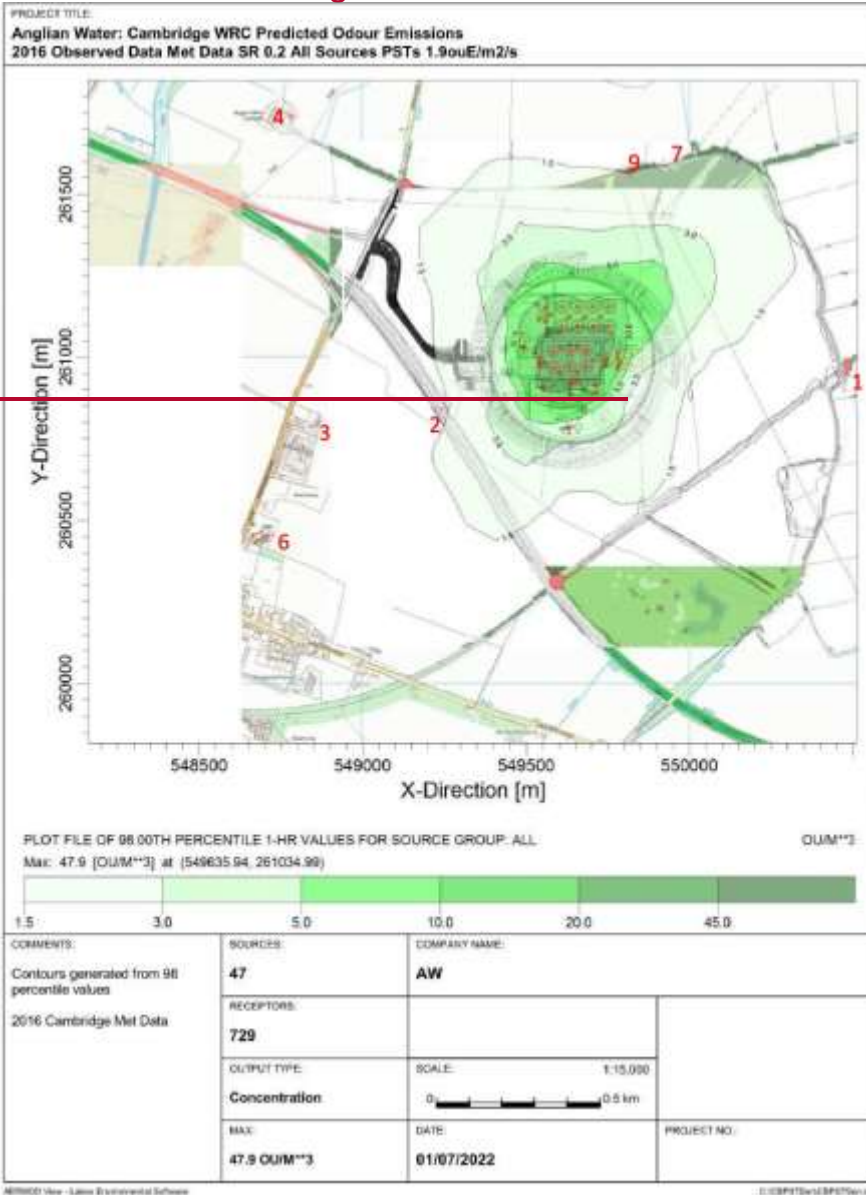 PROJECT TITLE:
Anglian Water: Cambridge WRC Predicted Odour Emissions
2016 Observed Data Met Data SR 0.2 All Sources PSTs 1.9ouE/m2/s
4
9
7
1
2
3
6
Y-Direction [m]
261500
261000
260500
260000
548500
549000
549500
550000
X-Direction [m]
PLOT FILE OF 98.00TH PERCENTILE 1-HR VALUES FOR SOURCE GROUP: ALL
OU/M**3
Max: 47.9 [OU/M**3] at (549635.94, 261034.99)
1.5 3.0 5.0 10.0 20.0 45.0
COMMENTS:
Contours generated from 98 percentile values
2016 Cambridge Met Data
SOURCES:
47
COMPANY NAME:
AW
RECEPTORS:
729
OUTPUT TYPE:
Concentration
SCALE:
1:15,000
0 0.5 km
MAX:
47.9 OU/M**3
DATE:
01/07/2022
PROJECT NO.:
AERMOD View - Lakes Environmental Software